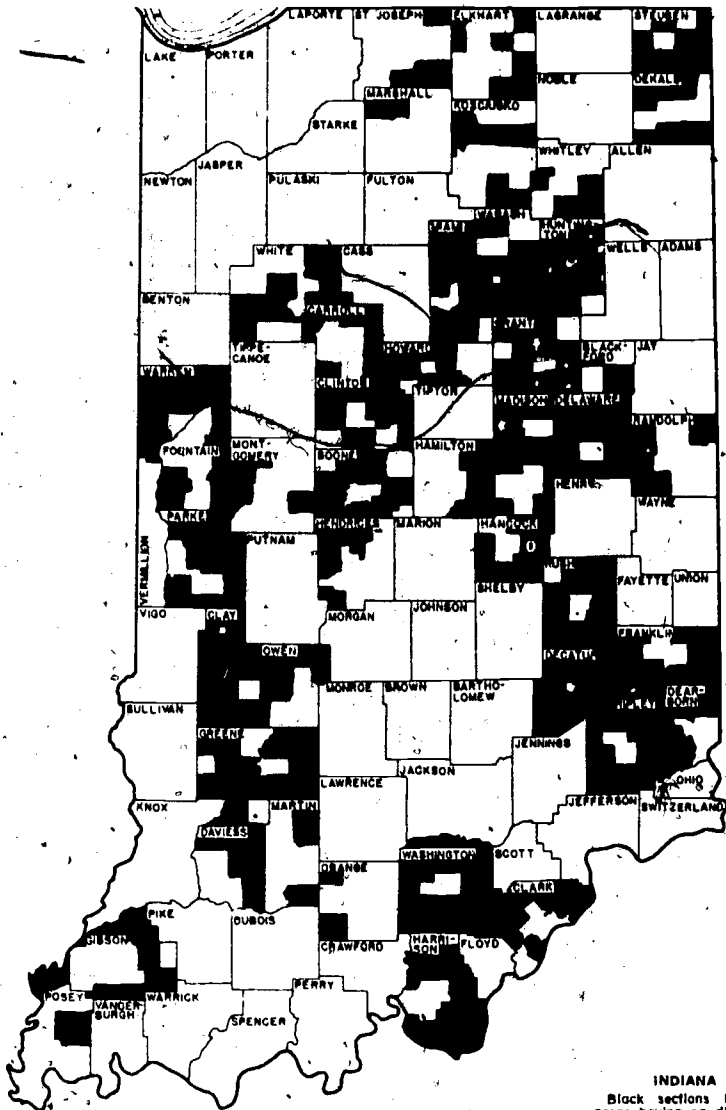 LAPORTE ST JOSEPH ELKHART LAGRANGE STEUBEN
LAKE PORTER
NOBLE DEKALB
MARSHALL KOSCIUSKO
STARKE
WHITLEY ALLEN
JASPER
NEWTON PULASKI FULTON
WABASH
MIAMI HUNTING-
TON
WHITE CASS WELLS ADAMS
BENTON
CARROLL
GRANT
TIPPE-
CANOE HOWARD BLACK-
FORD JAY
WARREN
CLINTON TIPTON
MADISON DELAWARE
RANDOLPH
FOUNTAIN MONT-
GOMERY BOONE HAMILTON
HENRY
WAYNE
PARKE HENDRICKS MARION HANCOCK
VERMILLION PUTNAM
RUSH
SHELBY FAYETTE UNION
VIGO CLAY MORGAN JOHNSON
FRANKLIN
OWEN DECATUR
MONROE BROWN BARTHO-
LOMEW
SULLIVAN RIPLEY DEAR-
BORN
GREENE
JENNINGS
JACKSON
LAWRENCE OHIO
KNOX MARTIN JEFFERSON SWITZERLAND
DAVIESS
WASHINGTON SCOTT
ORANGE
CLARK
PIKE DUBOIS
GIBSON CRAWFORD HARRI-
SON FLOYD
PERRY
POSEY VANDER
BURGH WARRICK
SPENCER
INDIANA
Black sections